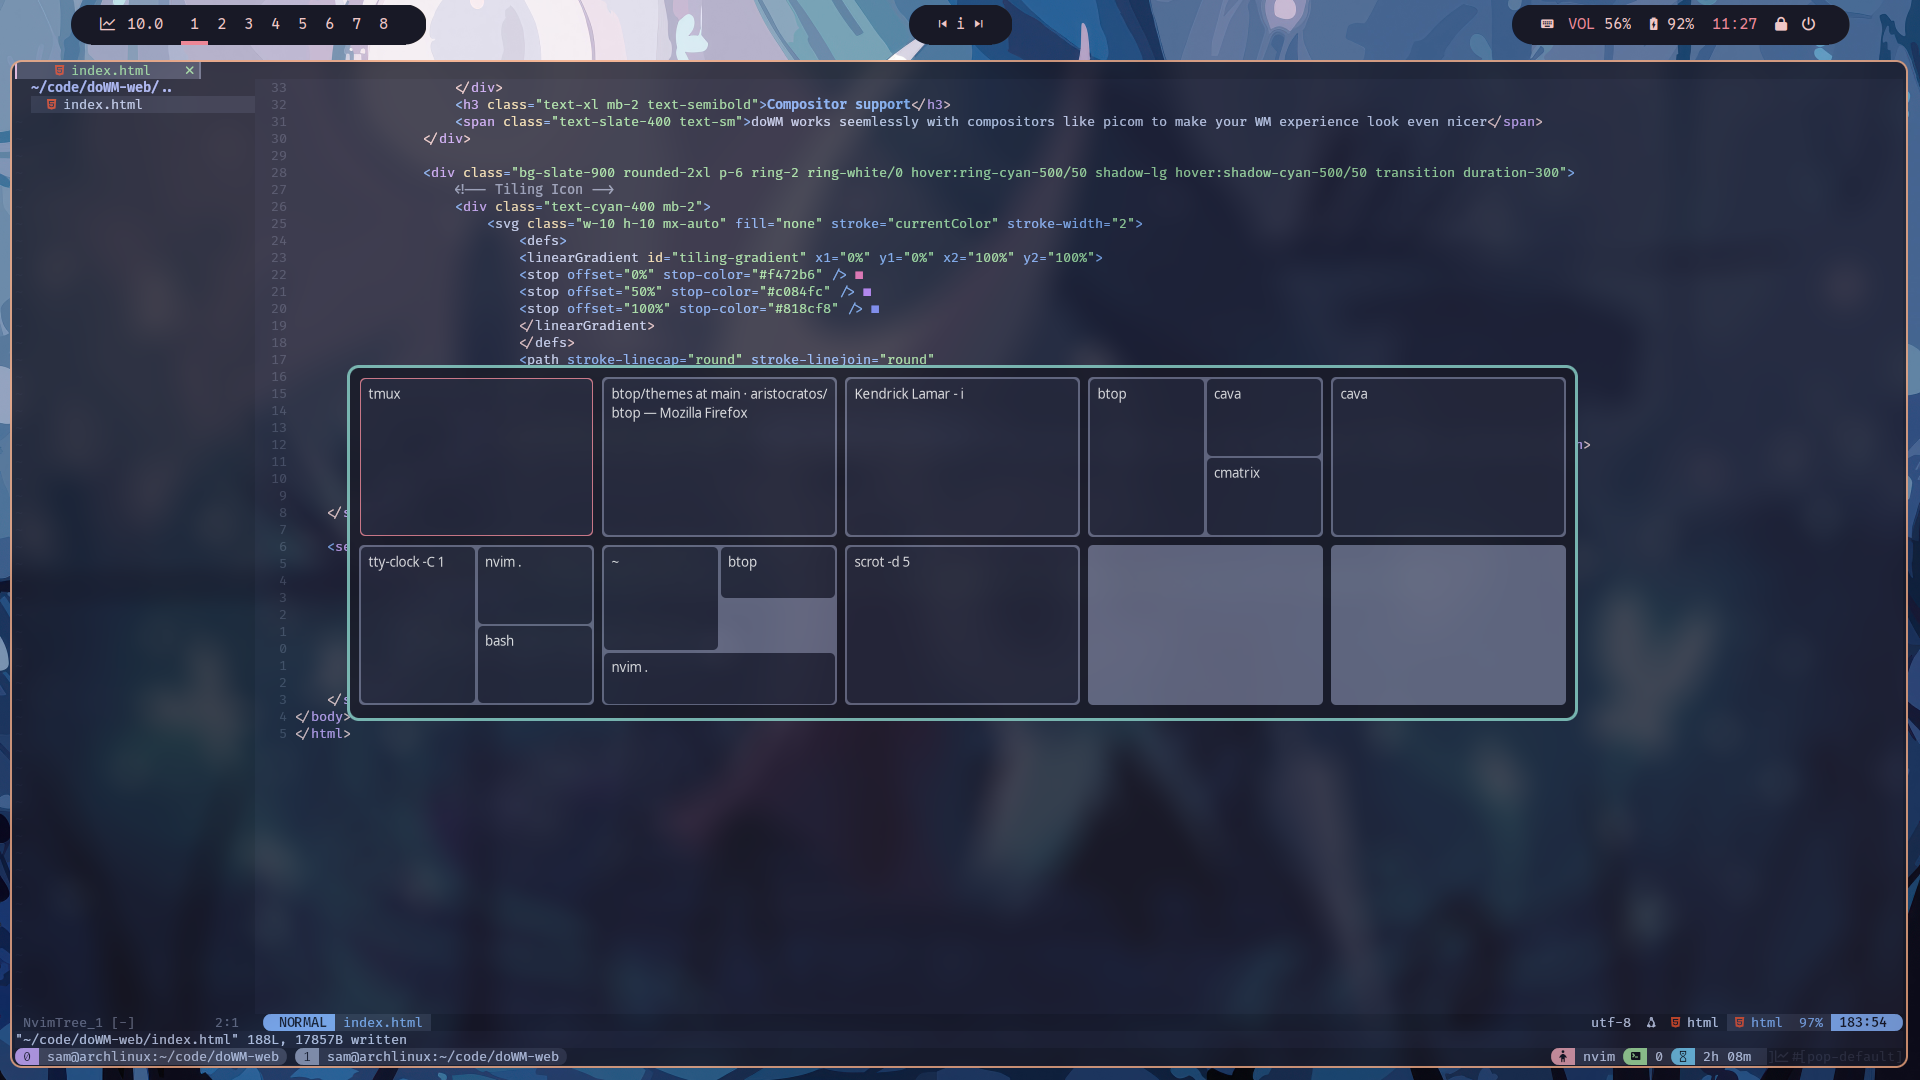 10.0 1 2 3 4 5 6 7 8
i
VOL 56% 92% 11:27
index.html ×
~/code/doWM-web/..
index.html
33 </div>
32 <h3 class="text-xl mb-2 text-semibold">Compositor support</h3>
31 <span class="text-slate-400 text-sm">doWM works seemlessly with compositors like picom to make your WM experience look even nicer</span>
30 </div>
29
28 <div class="bg-slate-900 rounded-2xl p-6 ring-2 ring-white/0 hover:ring-cyan-500/50 shadow-lg hover:shadow-cyan-500/50 transition duration-300">
27 <!-- Tiling Icon -->
26 <div class="text-cyan-400 mb-2">
25 <svg class="w-10 h-10 mx-auto" fill="none" stroke="currentColor" stroke-width="2">
24 <defs>
23 <linearGradient id="tiling-gradient" x1="0%" y1="0%" x2="100%" y2="100%">
22 <stop offset="0%" stop-color="#f472b6" /> ■
21 <stop offset="50%" stop-color="#c084fc" /> ■
20 <stop offset="100%" stop-color="#818cf8" /> ■
19 </linearGradient>
18 </defs>
17 <path stroke-linecap="round" stroke-linejoin="round"
16
15
14
13
12 >
11
10
9
8 </s
7
6 <se
5
4
3
2
1
0
1
2
3 </s
4 </body>
5 </html>
tmux
btop/themes at main · aristocratos/
btop — Mozilla Firefox
Kendrick Lamar - i
btop
cava
cmatrix
cava
tty-clock -C 1
nvim .
bash
~
btop
nvim .
scrot -d 5
NvimTree_1 [-] 2:1 NORMAL index.html utf-8 html html 97% 183:54
"~/code/doWM-web/index.html" 188L, 17857B written
0 sam@archlinux:~/code/doWM-web 1 sam@archlinux:~/code/doWM-web nvim 0 2h 08m #[pop-default]